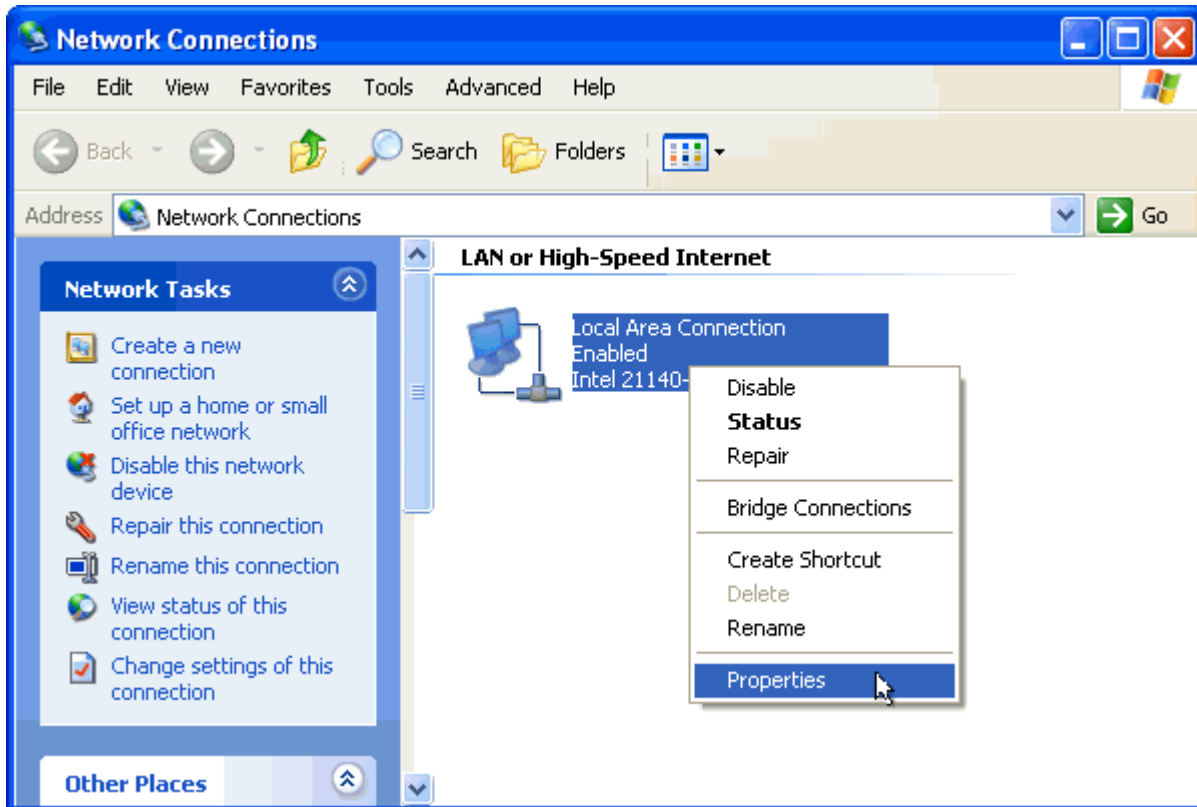 Network Connections
File Edit View Favorites Tools Advanced Help
Back Search Folders
Address Network Connections Go
Network Tasks
Create a new
connection
Set up a home or small
office network
Disable this network
device
Repair this connection
Rename this connection
View status of this
connection
Change settings of this
connection
Other Places
LAN or High-Speed Internet
Local Area Connection
Enabled
Intel 21140-
Disable
Status
Repair
Bridge Connections
Create Shortcut
Delete
Rename
Properties